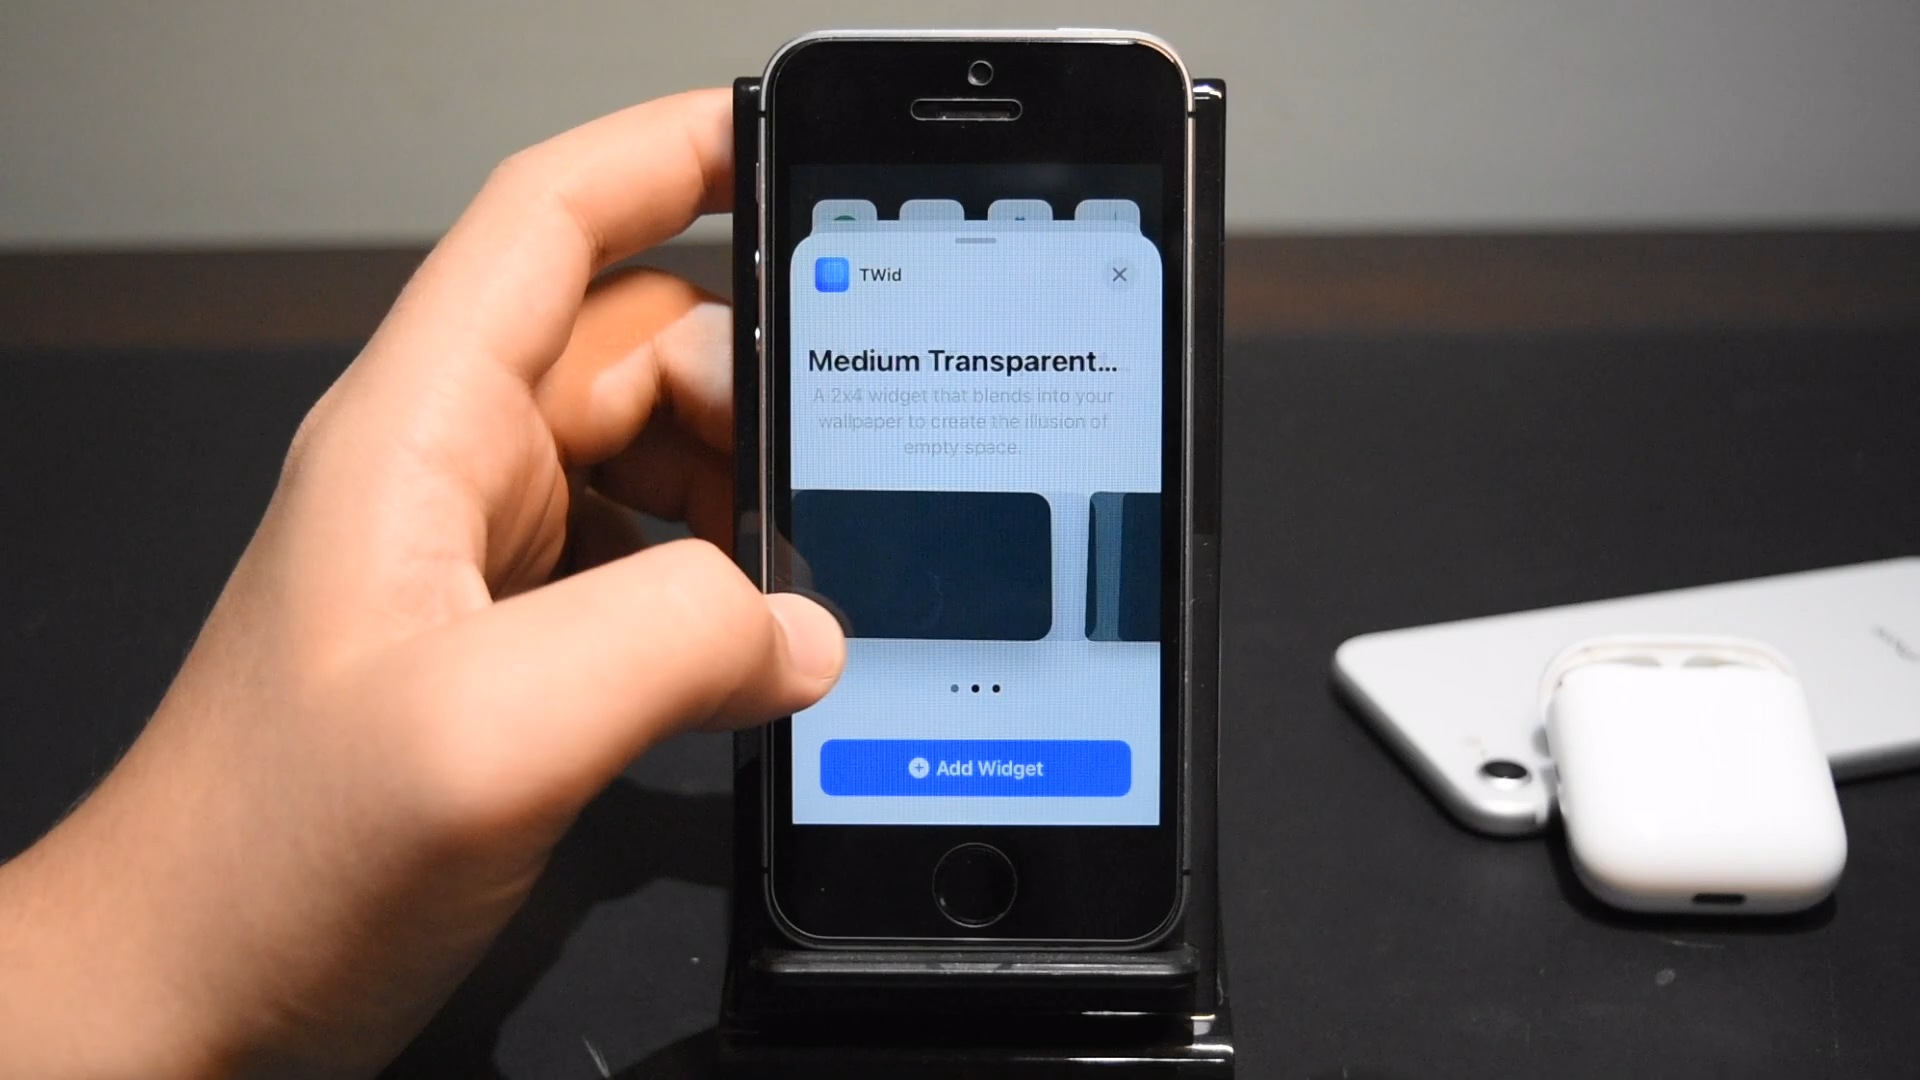 TWid
Medium Transparent...
A 2x4 widget that blends into your
wallpaper to create the illusion of
empty space.
Add Widget